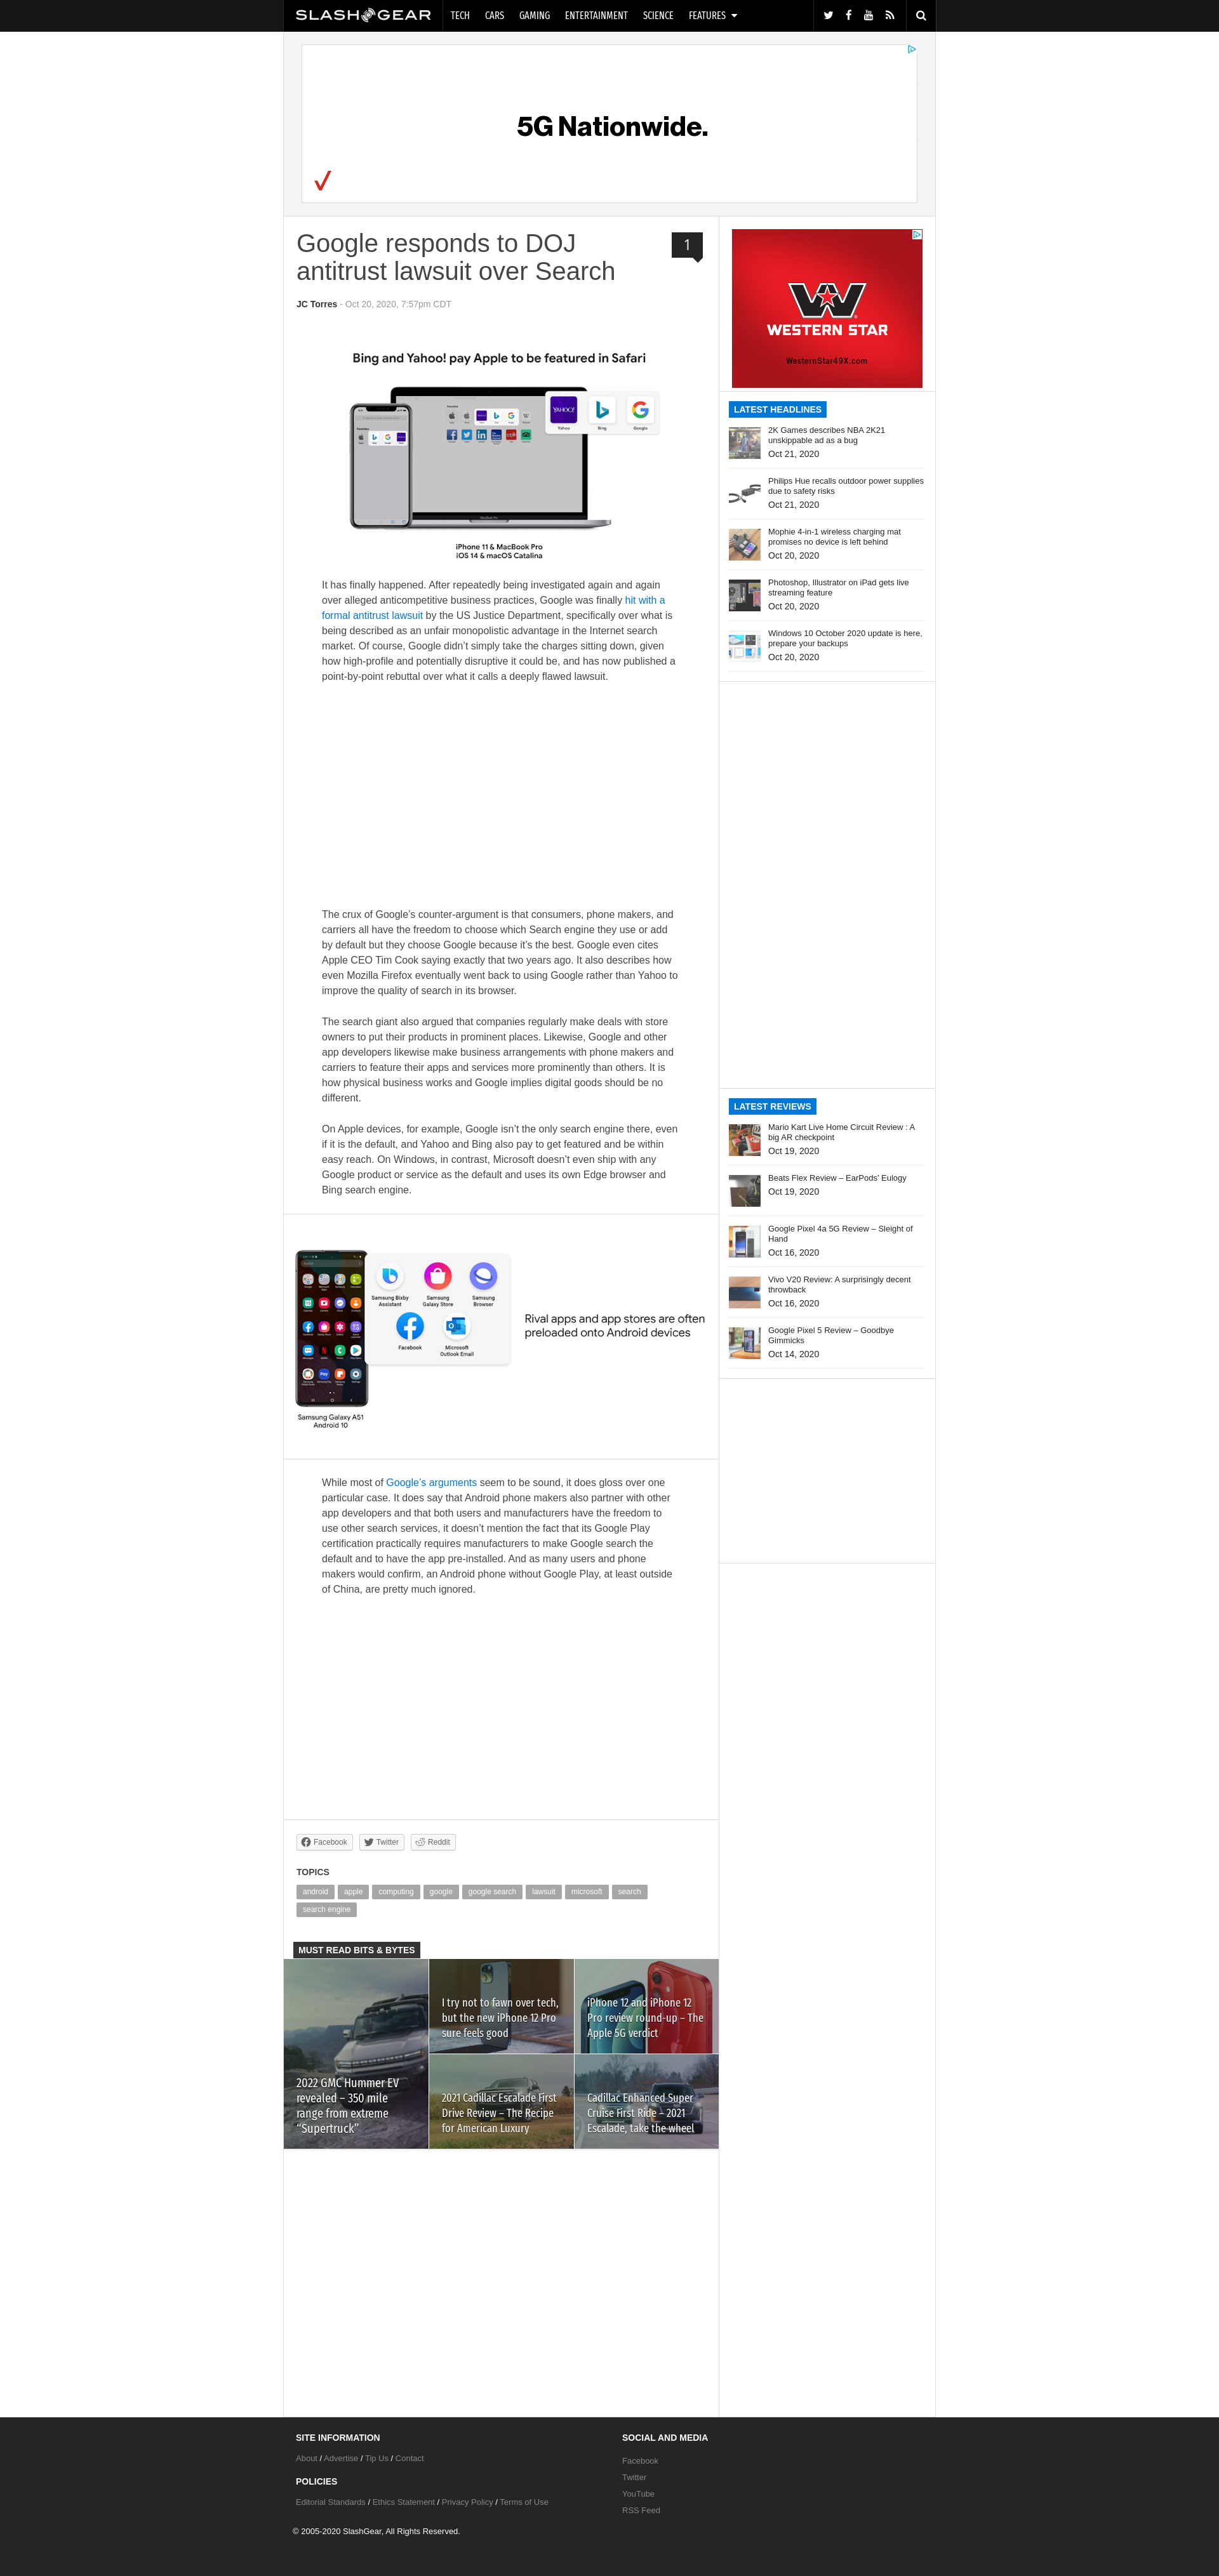 SLASH GEAR
TECH CARS GAMING ENTERTAINMENT SCIENCE FEATURES
5G Nationwide.
Google responds to DOJ
antitrust lawsuit over Search
1
JC Torres - Oct 20, 2020, 7:57pm CDT
Bing and Yahoo! pay Apple to be featured in Safari
YAHOO!
Yahoo Bing Google
MacBook Pro
iPhone 11 & MacBook Pro
iOS 14 & macOS Catalina
It has finally happened. After repeatedly being investigated again and again
over alleged anticompetitive business practices, Google was finally hit with a
formal antitrust lawsuit by the US Justice Department, specifically over what is
being described as an unfair monopolistic advantage in the Internet search
market. Of course, Google didn’t simply take the charges sitting down, given
how high-profile and potentially disruptive it could be, and has now published a
point-by-point rebuttal over what it calls a deeply flawed lawsuit.
The crux of Google’s counter-argument is that consumers, phone makers, and
carriers all have the freedom to choose which Search engine they use or add
by default but they choose Google because it’s the best. Google even cites
Apple CEO Tim Cook saying exactly that two years ago. It also describes how
even Mozilla Firefox eventually went back to using Google rather than Yahoo to
improve the quality of search in its browser.
The search giant also argued that companies regularly make deals with store
owners to put their products in prominent places. Likewise, Google and other
app developers likewise make business arrangements with phone makers and
carriers to feature their apps and services more prominently than others. It is
how physical business works and Google implies digital goods should be no
different.
On Apple devices, for example, Google isn’t the only search engine there, even
if it is the default, and Yahoo and Bing also pay to get featured and be within
easy reach. On Windows, in contrast, Microsoft doesn’t even ship with any
Google product or service as the default and uses its own Edge browser and
Bing search engine.
Samsung Bixby
Assistant
Samsung
Galaxy Store
Samsung
Browser
Facebook
Microsoft
Outlook Email
Rival apps and app stores are often
preloaded onto Android devices
Samsung Galaxy A51
Android 10
While most of Google’s arguments seem to be sound, it does gloss over one
particular case. It does say that Android phone makers also partner with other
app developers and that both users and manufacturers have the freedom to
use other search services, it doesn’t mention the fact that its Google Play
certification practically requires manufacturers to make Google search the
default and to have the app pre-installed. And as many users and phone
makers would confirm, an Android phone without Google Play, at least outside
of China, are pretty much ignored.
Facebook Twitter Reddit
TOPICS
android apple computing google google search lawsuit microsoft search
search engine
MUST READ BITS & BYTES
2022 GMC Hummer EV
revealed – 350 mile
range from extreme
“Supertruck”
I try not to fawn over tech,
but the new iPhone 12 Pro
sure feels good
iPhone 12 and iPhone 12
Pro review round-up – The
Apple 5G verdict
2021 Cadillac Escalade First
Drive Review – The Recipe
for American Luxury
Cadillac Enhanced Super
Cruise First Ride – 2021
Escalade, take the wheel
WESTERN STAR
WesternStar49X.com
LATEST HEADLINES
2K Games describes NBA 2K21
unskippable ad as a bug
Oct 21, 2020
Philips Hue recalls outdoor power supplies
due to safety risks
Oct 21, 2020
Mophie 4-in-1 wireless charging mat
promises no device is left behind
Oct 20, 2020
Photoshop, Illustrator on iPad gets live
streaming feature
Oct 20, 2020
Windows 10 October 2020 update is here,
prepare your backups
Oct 20, 2020
LATEST REVIEWS
Mario Kart Live Home Circuit Review : A
big AR checkpoint
Oct 19, 2020
Beats Flex Review – EarPods’ Eulogy
Oct 19, 2020
Google Pixel 4a 5G Review – Sleight of
Hand
Oct 16, 2020
Vivo V20 Review: A surprisingly decent
throwback
Oct 16, 2020
Google Pixel 5 Review – Goodbye
Gimmicks
Oct 14, 2020
SITE INFORMATION
About / Advertise / Tip Us / Contact
POLICIES
Editorial Standards / Ethics Statement / Privacy Policy / Terms of Use
© 2005-2020 SlashGear, All Rights Reserved.
SOCIAL AND MEDIA
Facebook
Twitter
YouTube
RSS Feed